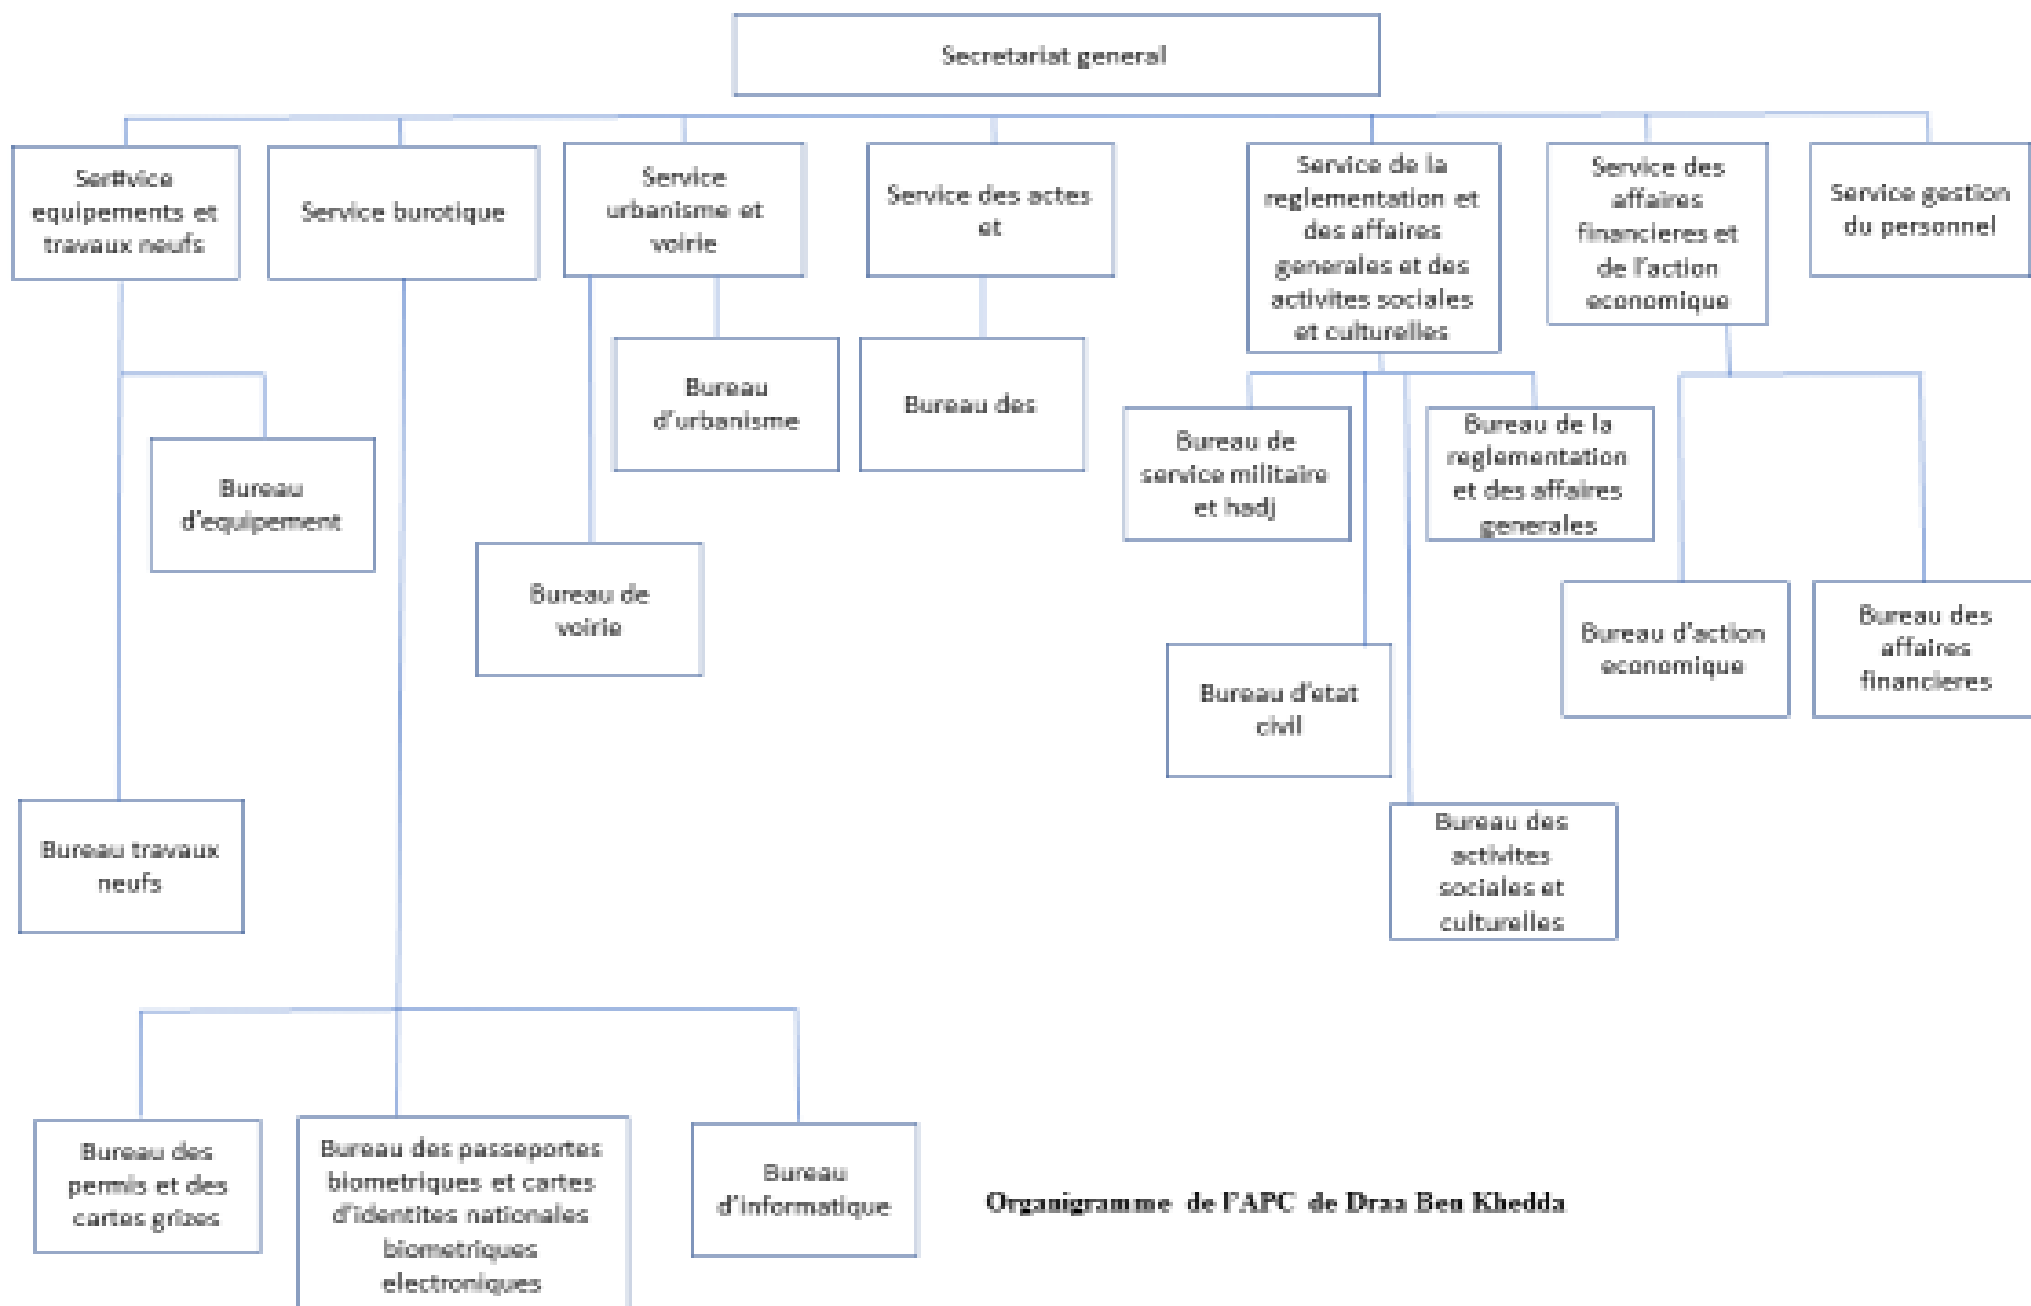 Secretariat general
Ser#vice
equipements et
travaux neufs
Service burotique
Service
urbanisme et
voirie
Service des actes
et
Service de la
reglementation et
des affaires
generales et des
activites sociales
et culturelles
Service des
affaires
financieres et
de l'action
economique
Service gestion
du personnel
Bureau
d'urbanisme
Bureau des
Bureau de
service militaire
et hadj
Bureau de la
reglementation
et des affaires
generales
Bureau
d'equipement
Bureau de
voirie
Bureau d'action
economique
Bureau des
affaires
financieres
Bureau d'etat
civil
Bureau travaux
neufs
Bureau des
activites
sociales et
culturelles
Bureau des
permis et des
cartes grizes
Bureau des passeportes
biometriques et cartes
d'identites nationales
biometriques
electroniques
Bureau
d'informatique
Organigramme de l'APC de Draa Ben Khedda